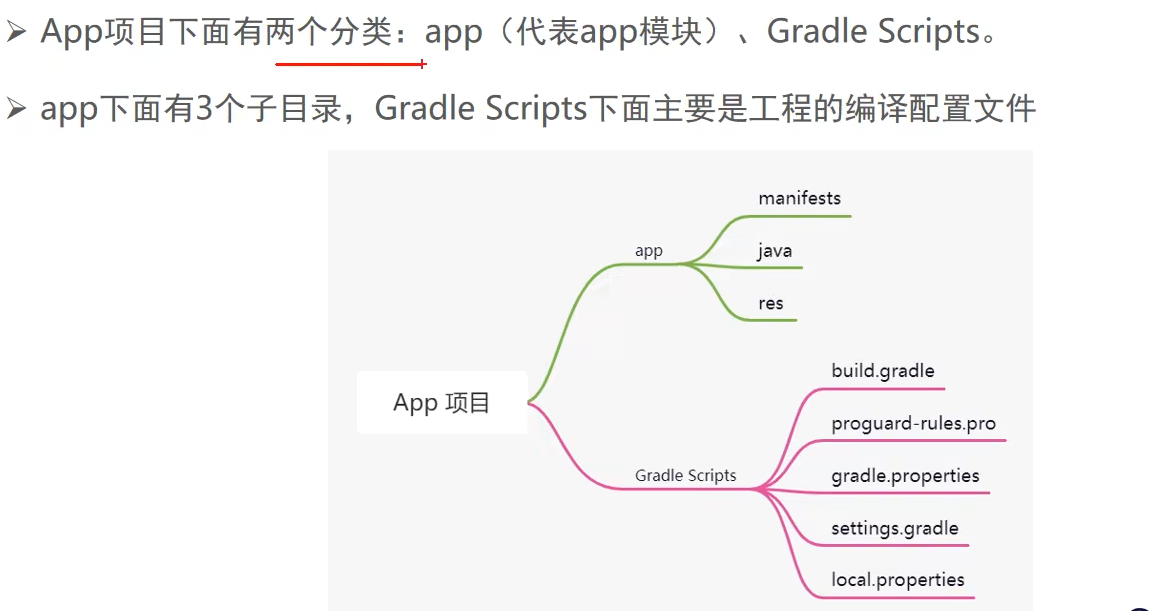 App项目下面有两个分类：app（代表app模块）、Gradle Scripts。
app下面有3个子目录，Gradle Scripts下面主要是工程的编译配置文件
manifests
app
java
res
build.gradle
App 项目
proguard-rules.pro
Gradle Scripts
gradle.properties
settings.gradle
local.properties